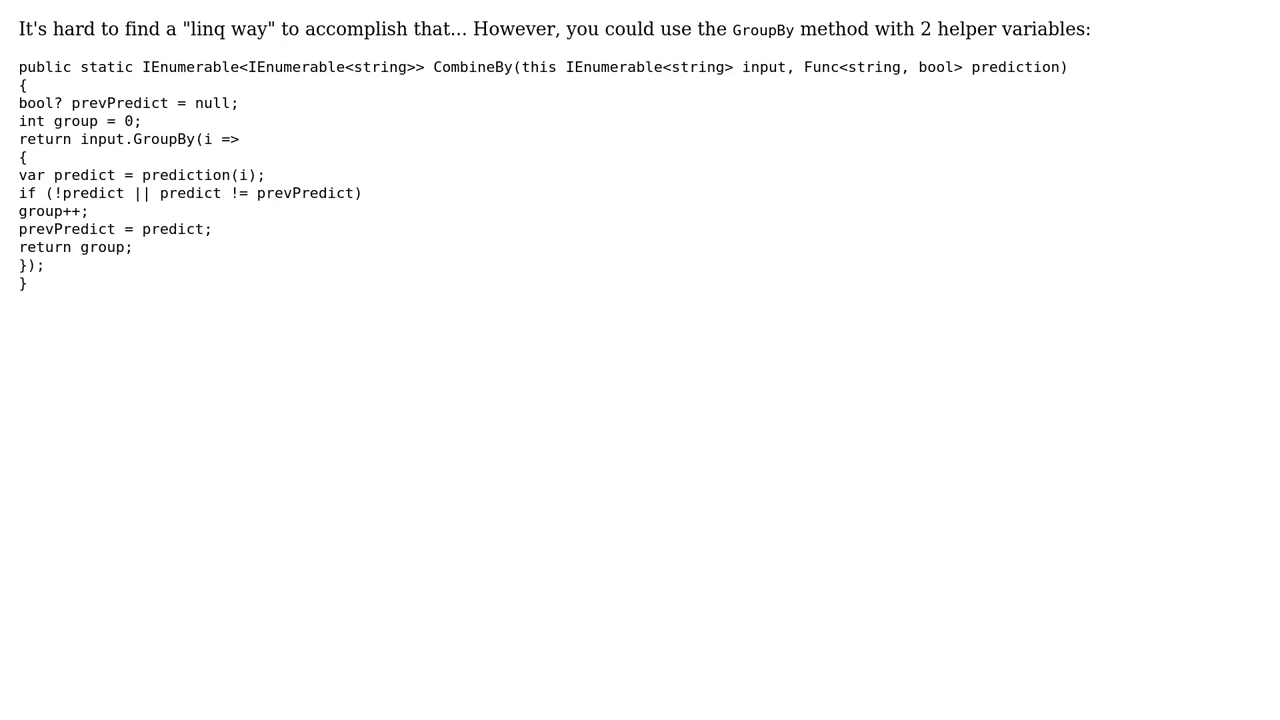 It's hard to find a "linq way" to accomplish that... However, you could use the GroupBy method with 2 helper variables:
public static IEnumerable<IEnumerable<string>> CombineBy(this IEnumerable<string> input, Func<string, bool> prediction)
{
bool? prevPredict = null;
int group = 0;
return input.GroupBy(i =>
{
var predict = prediction(i);
if (!predict || predict != prevPredict)
group++;
prevPredict = predict;
return group;
});
}